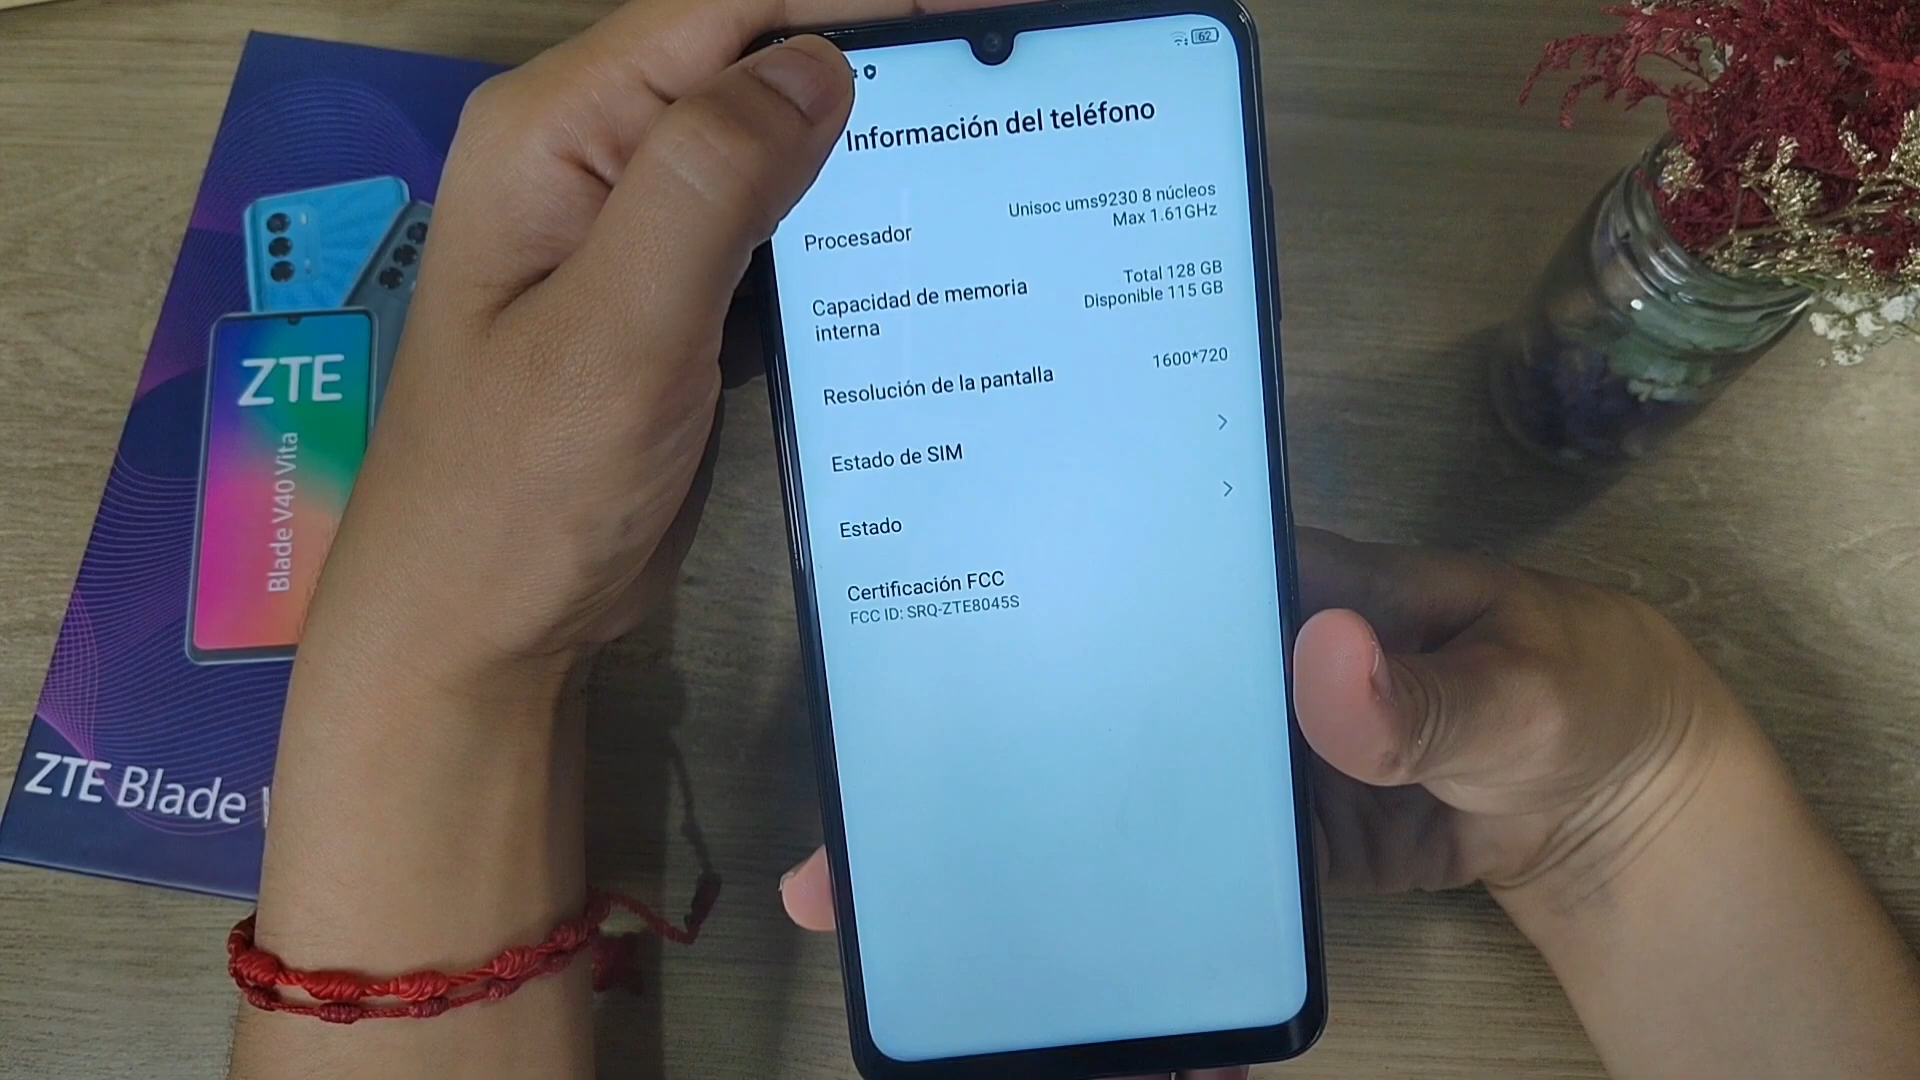 62
Información del teléfono
Procesador
Unisoc ums9230 8 núcleos
Max 1.61GHz
Capacidad de memoria
interna
Total 128 GB
Disponible 115 GB
Resolución de la pantalla
1600*720
Estado de SIM
Estado
Certificación FCC
FCC ID: SRQ-ZTE8045S
ZTE
Blade V40 Vita
ZTE Blade